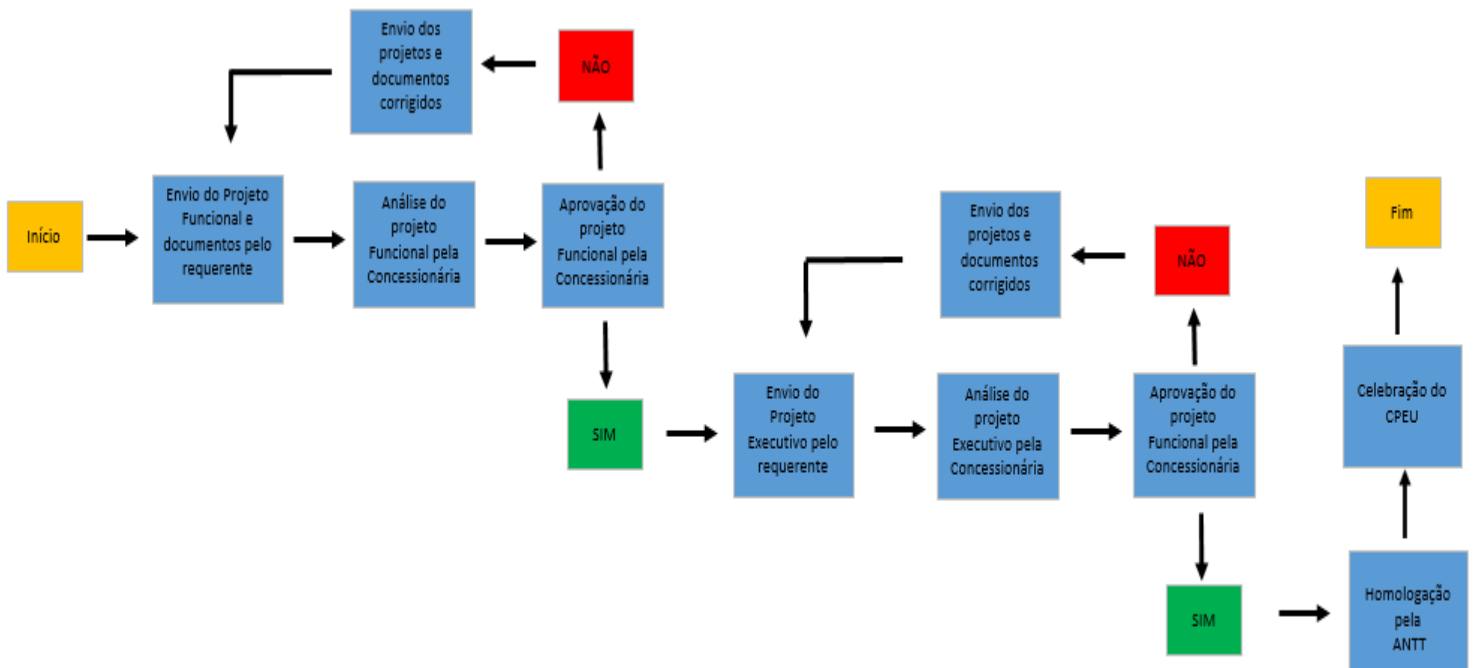 Início
Envio do Projeto
Funcional e
documentos pelo
requerente
Análise do
projeto
Funcional pela
Concessionária
Aprovação do
projeto
Funcional pela
Concessionária
NÃO
Envio dos
projetos e
documentos
corrigidos
SIM
Envio do
Projeto
Executivo pelo
requerente
Análise do
projeto
Executivo pela
Concessionária
Aprovação do
projeto
Funcional pela
Concessionária
NÃO
Envio dos
projetos e
documentos
corrigidos
SIM
Homologação
pela
ANTT
Celebração do
CPEU
Fim